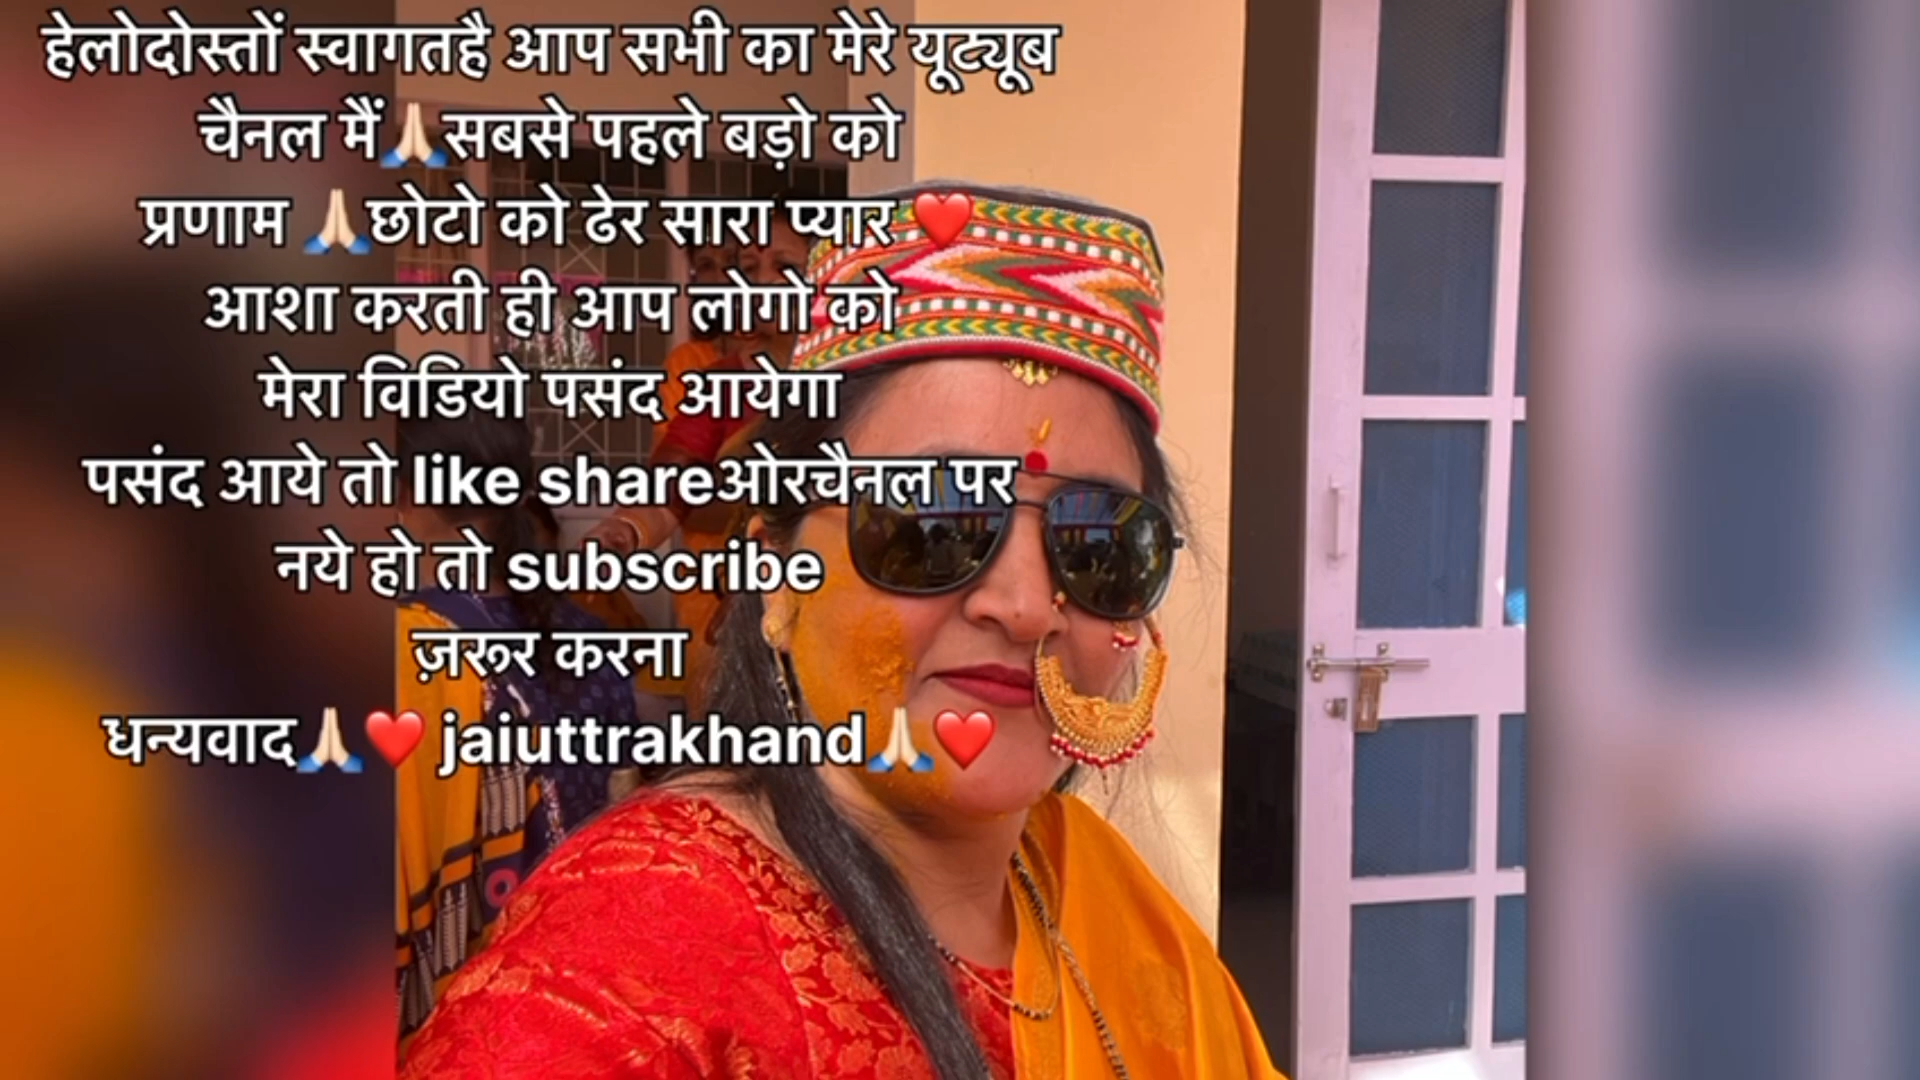 हेलोदोस्तों स्वागतहै आप सभी का मेरे यूट्यूब
चैनल मैं🙏🏻सबसे पहले बड़ो को
प्रणाम 🙏🏻छोटो को ढेर सारा प्यार ❤️
आशा करती ही आप लोगो को
मेरा विडियो पसंद आयेगा
पसंद आये तो like shareओरचैनल पर
नये हो तो subscribe
ज़रूर करना
धन्यवाद🙏🏻❤️ jaiuttrakhand🙏🏻❤️